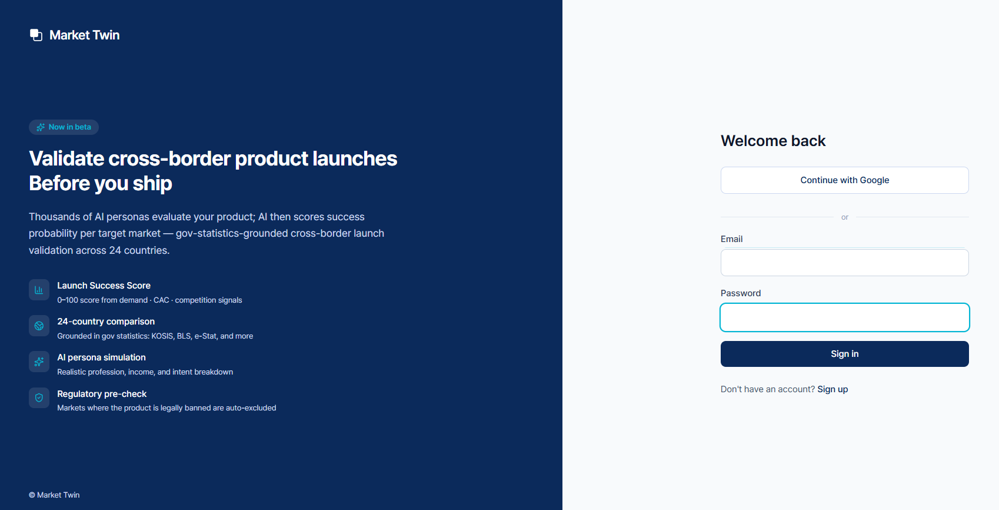 Market Twin
Now in beta
Validate cross-border product launches
Before you ship
Thousands of AI personas evaluate your product; AI then scores success
probability per target market — gov-statistics-grounded cross-border launch
validation across 24 countries.
Launch Success Score
0–100 score from demand · CAC · competition signals
24-country comparison
Grounded in gov statistics: KOSIS, BLS, e-Stat, and more
AI persona simulation
Realistic profession, income, and intent breakdown
Regulatory pre-check
Markets where the product is legally banned are auto-excluded
© Market Twin
Welcome back
Continue with Google
or
Email
Password
Sign in
Don't have an account? Sign up